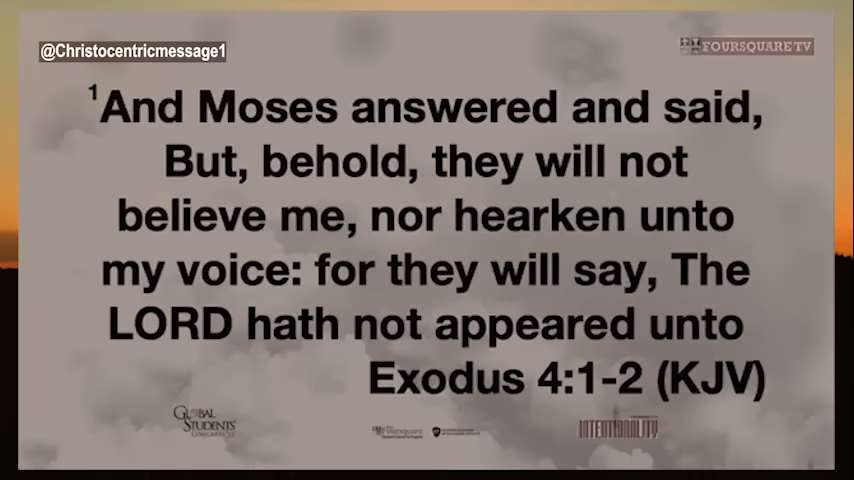 @Christocentricmessage1
FOURSQUARE TV
1And Moses answered and said,
But, behold, they will not
believe me, nor hearken unto
my voice: for they will say, The
LORD hath not appeared unto
Exodus 4:1-2 (KJV)
GLOBAL
STUDENTS'
CONGRESS
foursquare
INTENTIONALITY